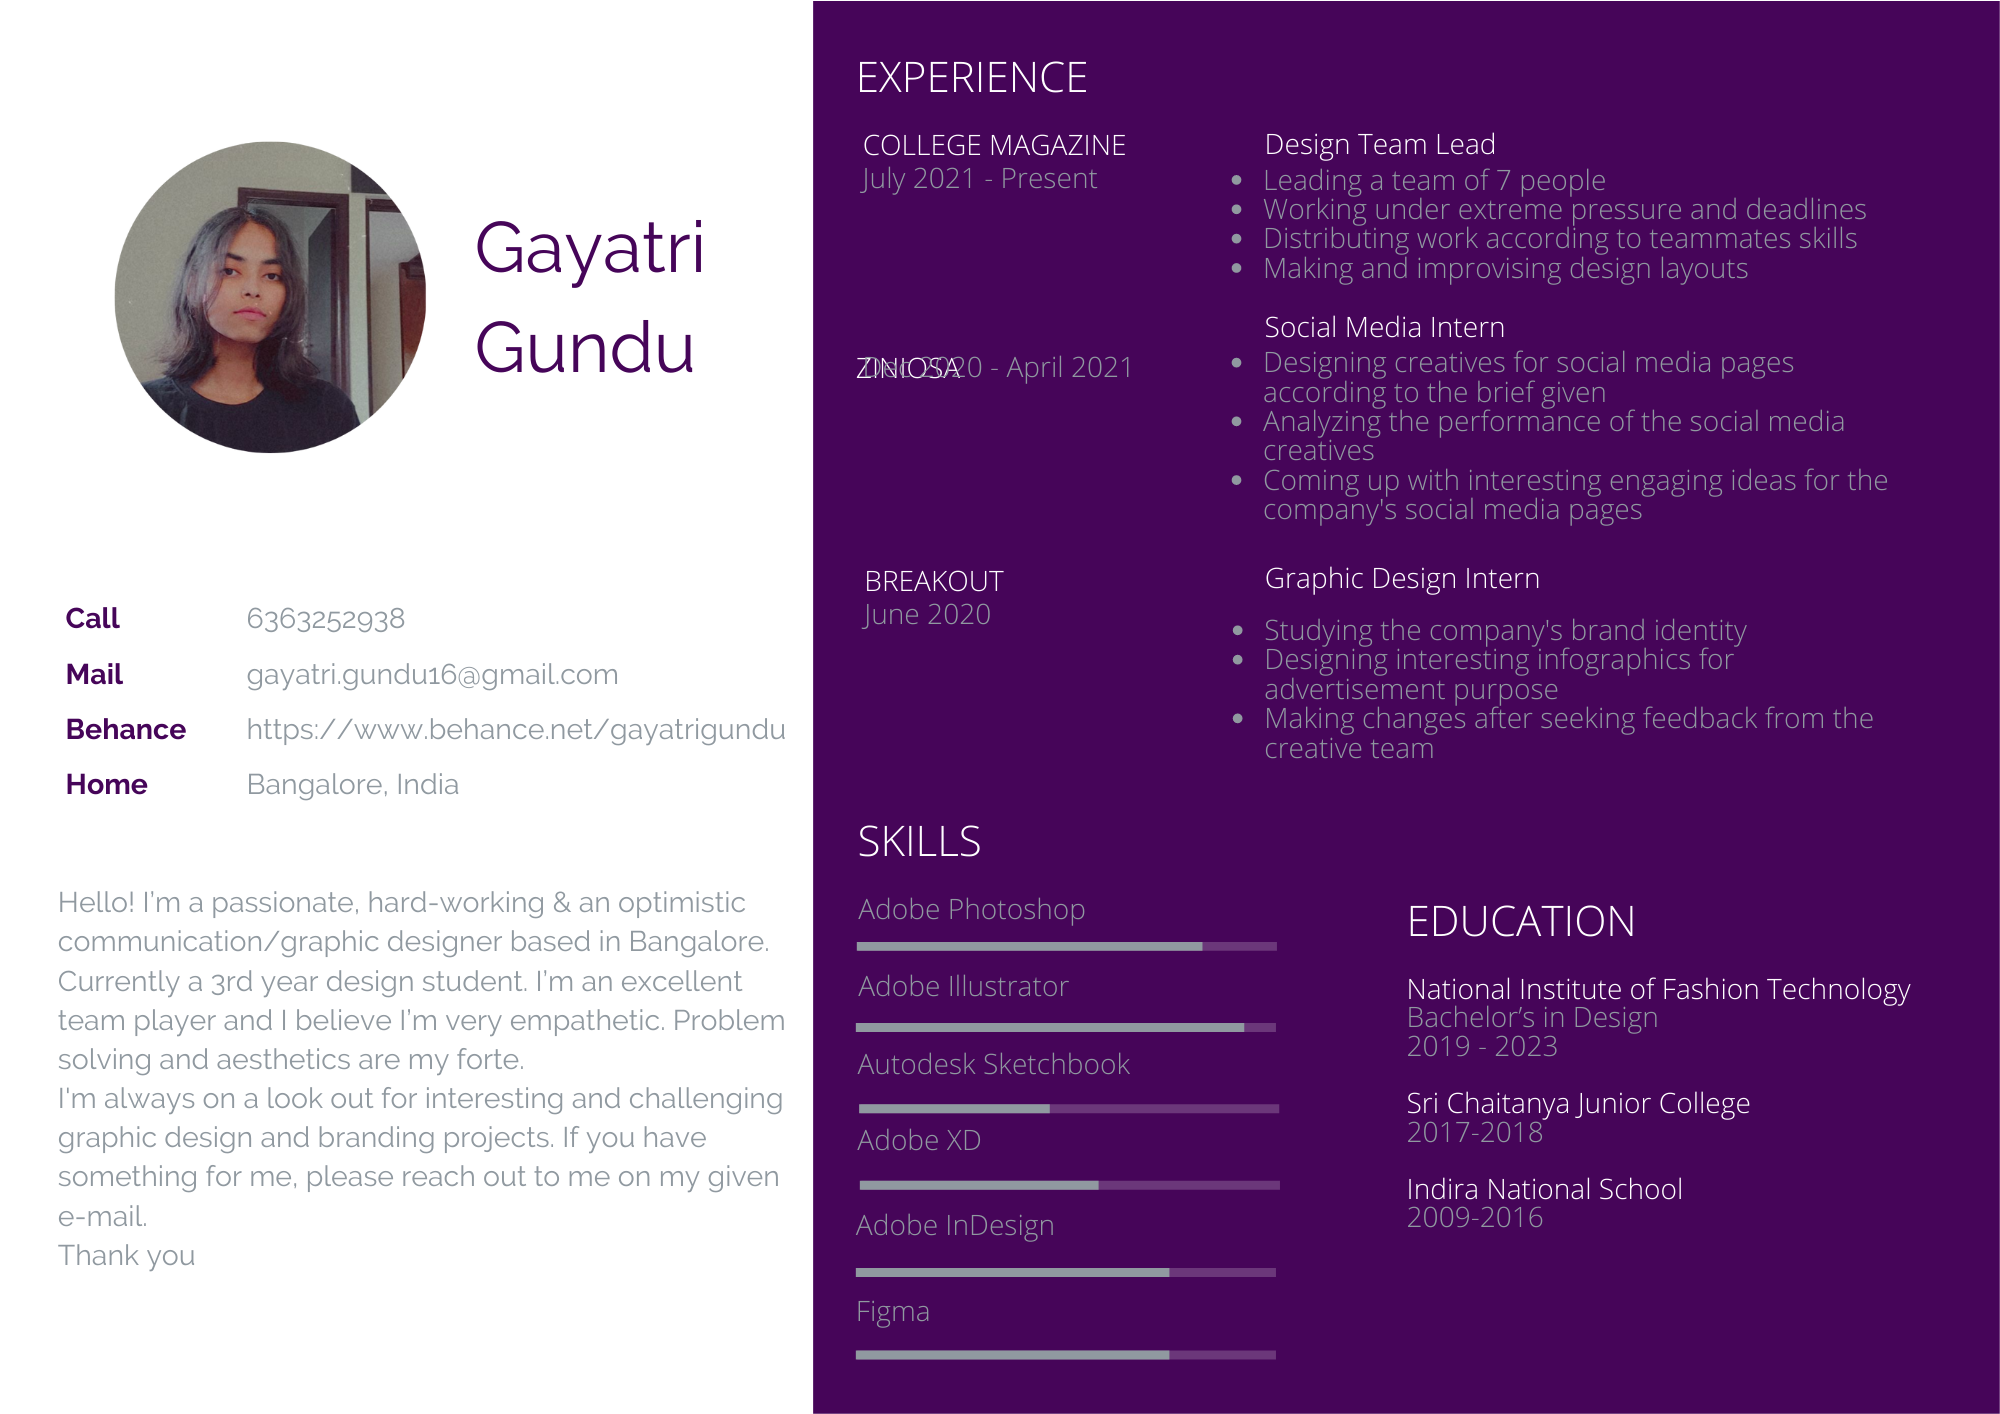 Gayatri
Gundu
Call 6363252938
Mail gayatri.gundu16@gmail.com
Behance https://www.behance.net/gayatrigundu
Home Bangalore, India
Hello! I'm a passionate, hard-working & an optimistic
communication/graphic designer based in Bangalore.
Currently a 3rd year design student. I'm an excellent
team player and I believe I'm very empathetic. Problem
solving and aesthetics are my forte.
I'm always on a look out for interesting and challenging
graphic design and branding projects. If you have
something for me, please reach out to me on my given
e-mail.
Thank you
EXPERIENCE
COLLEGE MAGAZINE
July 2021 - Present
Design Team Lead
• Leading a team of 7 people
• Working under extreme pressure and deadlines
• Distributing work according to teammates skills
• Making and improvising design layouts
ZINIOSA
Dec 2020 - April 2021
Social Media Intern
• Designing creatives for social media pages
according to the brief given
• Analyzing the performance of the social media
creatives
• Coming up with interesting engaging ideas for the
company's social media pages
BREAKOUT
June 2020
Graphic Design Intern
• Studying the company's brand identity
• Designing interesting infographics for
advertisement purpose
• Making changes after seeking feedback from the
creative team
SKILLS
Adobe Photoshop
Adobe Illustrator
Autodesk Sketchbook
Adobe XD
Adobe InDesign
Figma
EDUCATION
National Institute of Fashion Technology
Bachelor’s in Design
2019 - 2023
Sri Chaitanya Junior College
2017-2018
Indira National School
2009-2016